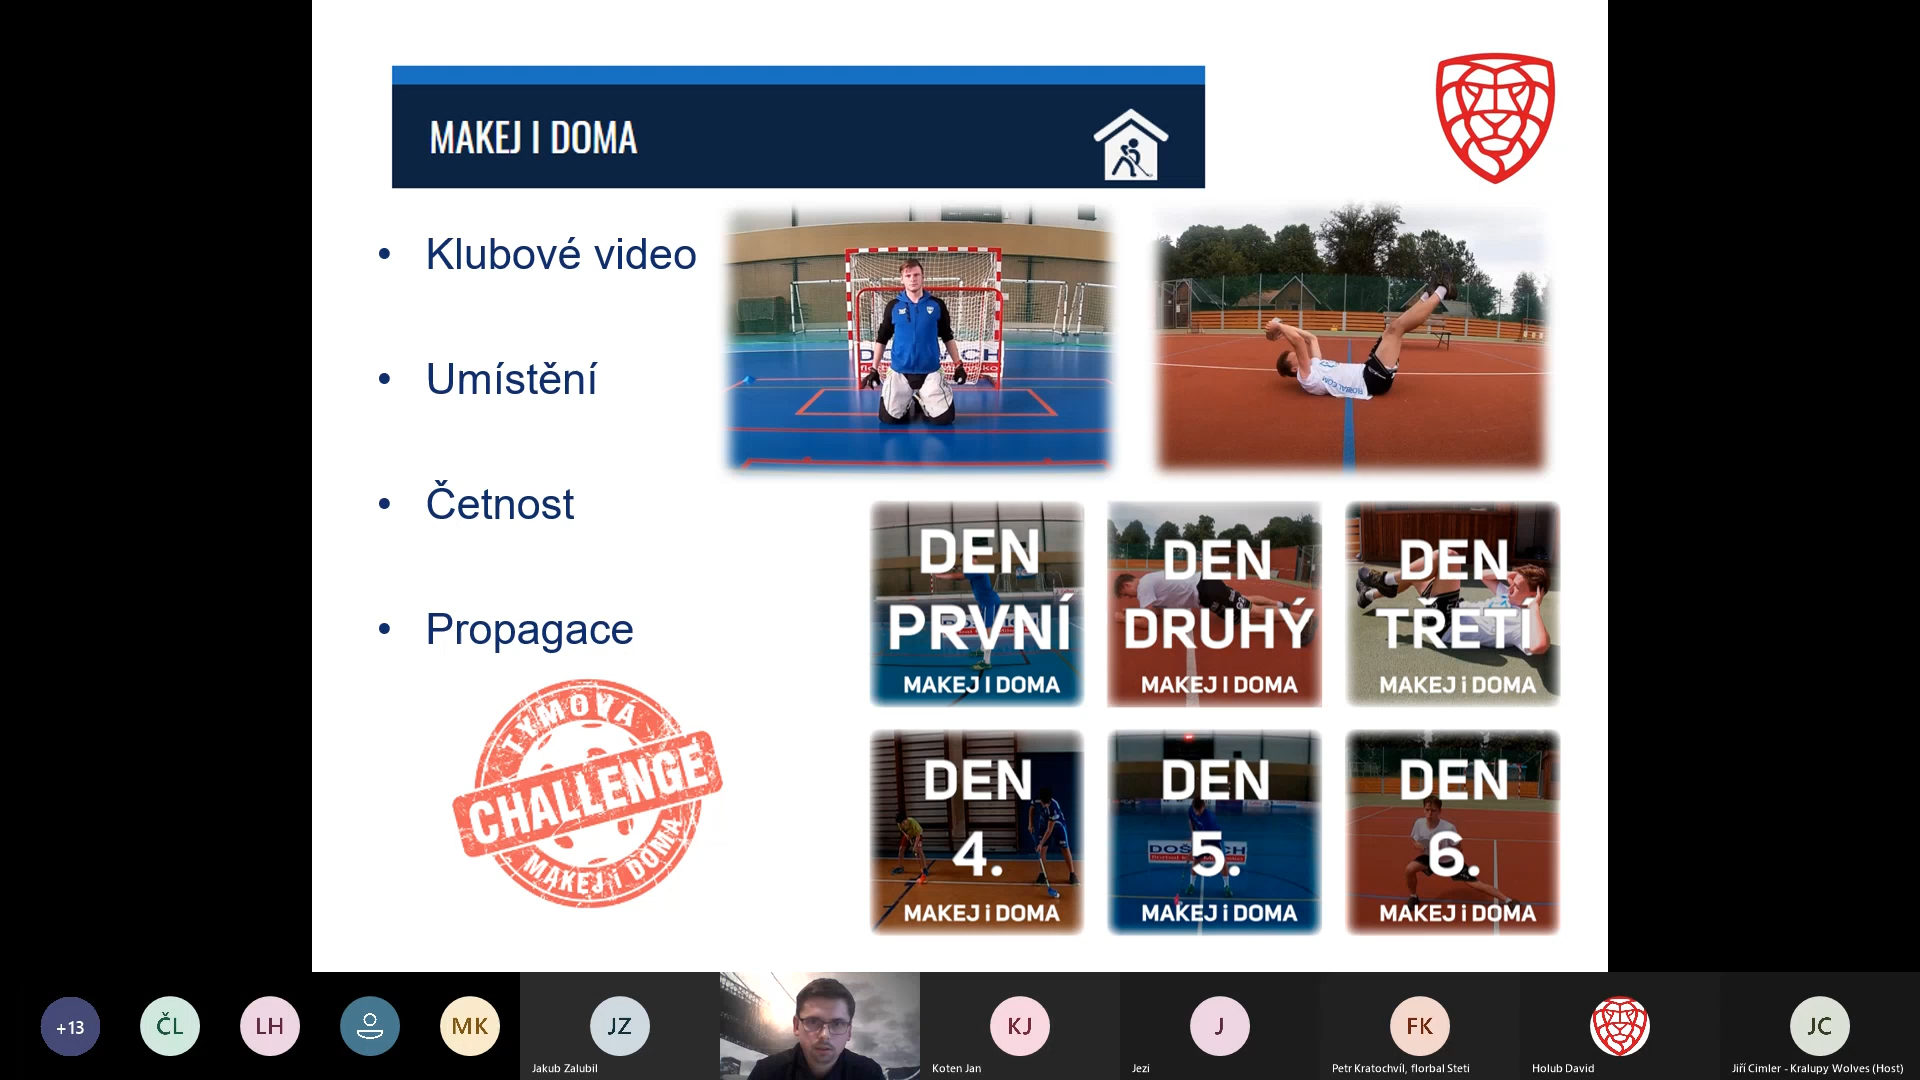 MAKEJ I DOMA
• Klubové video
• Umístění
• Četnost
• Propagace
TÝMOVÁ
CHALLENGE
MAKEJ i DOMA
DOŠWICH
DEN
PRVNÍ
MAKEJ I DOMA
DEN
DRUHÝ
MAKEJ I DOMA
DEN
TŘETÍ
MAKEJ i DOMA
DEN
4.
MAKEJ i DOMA
DEN
5.
MAKEJ i DOMA
DEN
6.
MAKEJ i DOMA
+13
ČL
LH
MK
JZ
Jakub Zalubil
KJ
Koten Jan
J
Jezi
FK
Petr Kratochvíl, florbal Steti
Holub David
JC
Jiří Cimler - Kralupy Wolves (Host)